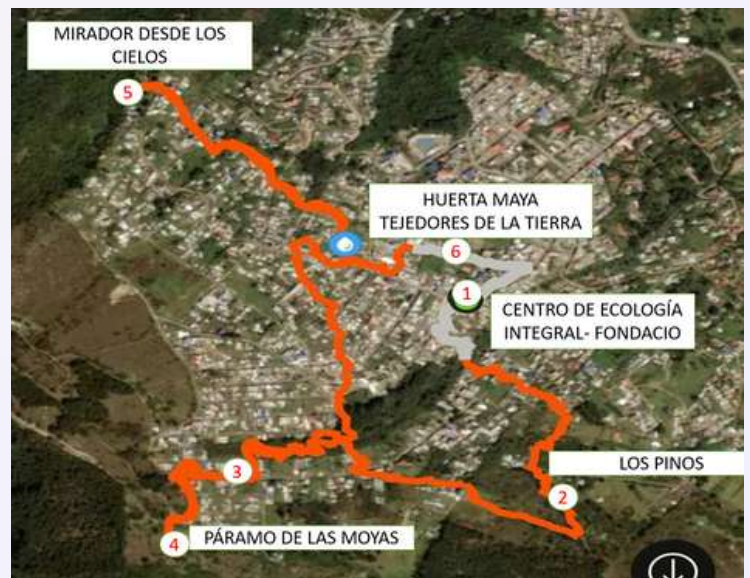 MIRADOR DESDE LOS
CIELOS
5
HUERTA MAYA
TEJEDORES DE LA TIERRA
6
1
CENTRO DE ECOLOGÍA
INTEGRAL- FONDACIO
LOS PINOS
2
3
4
PÁRAMO DE LAS MOYAS